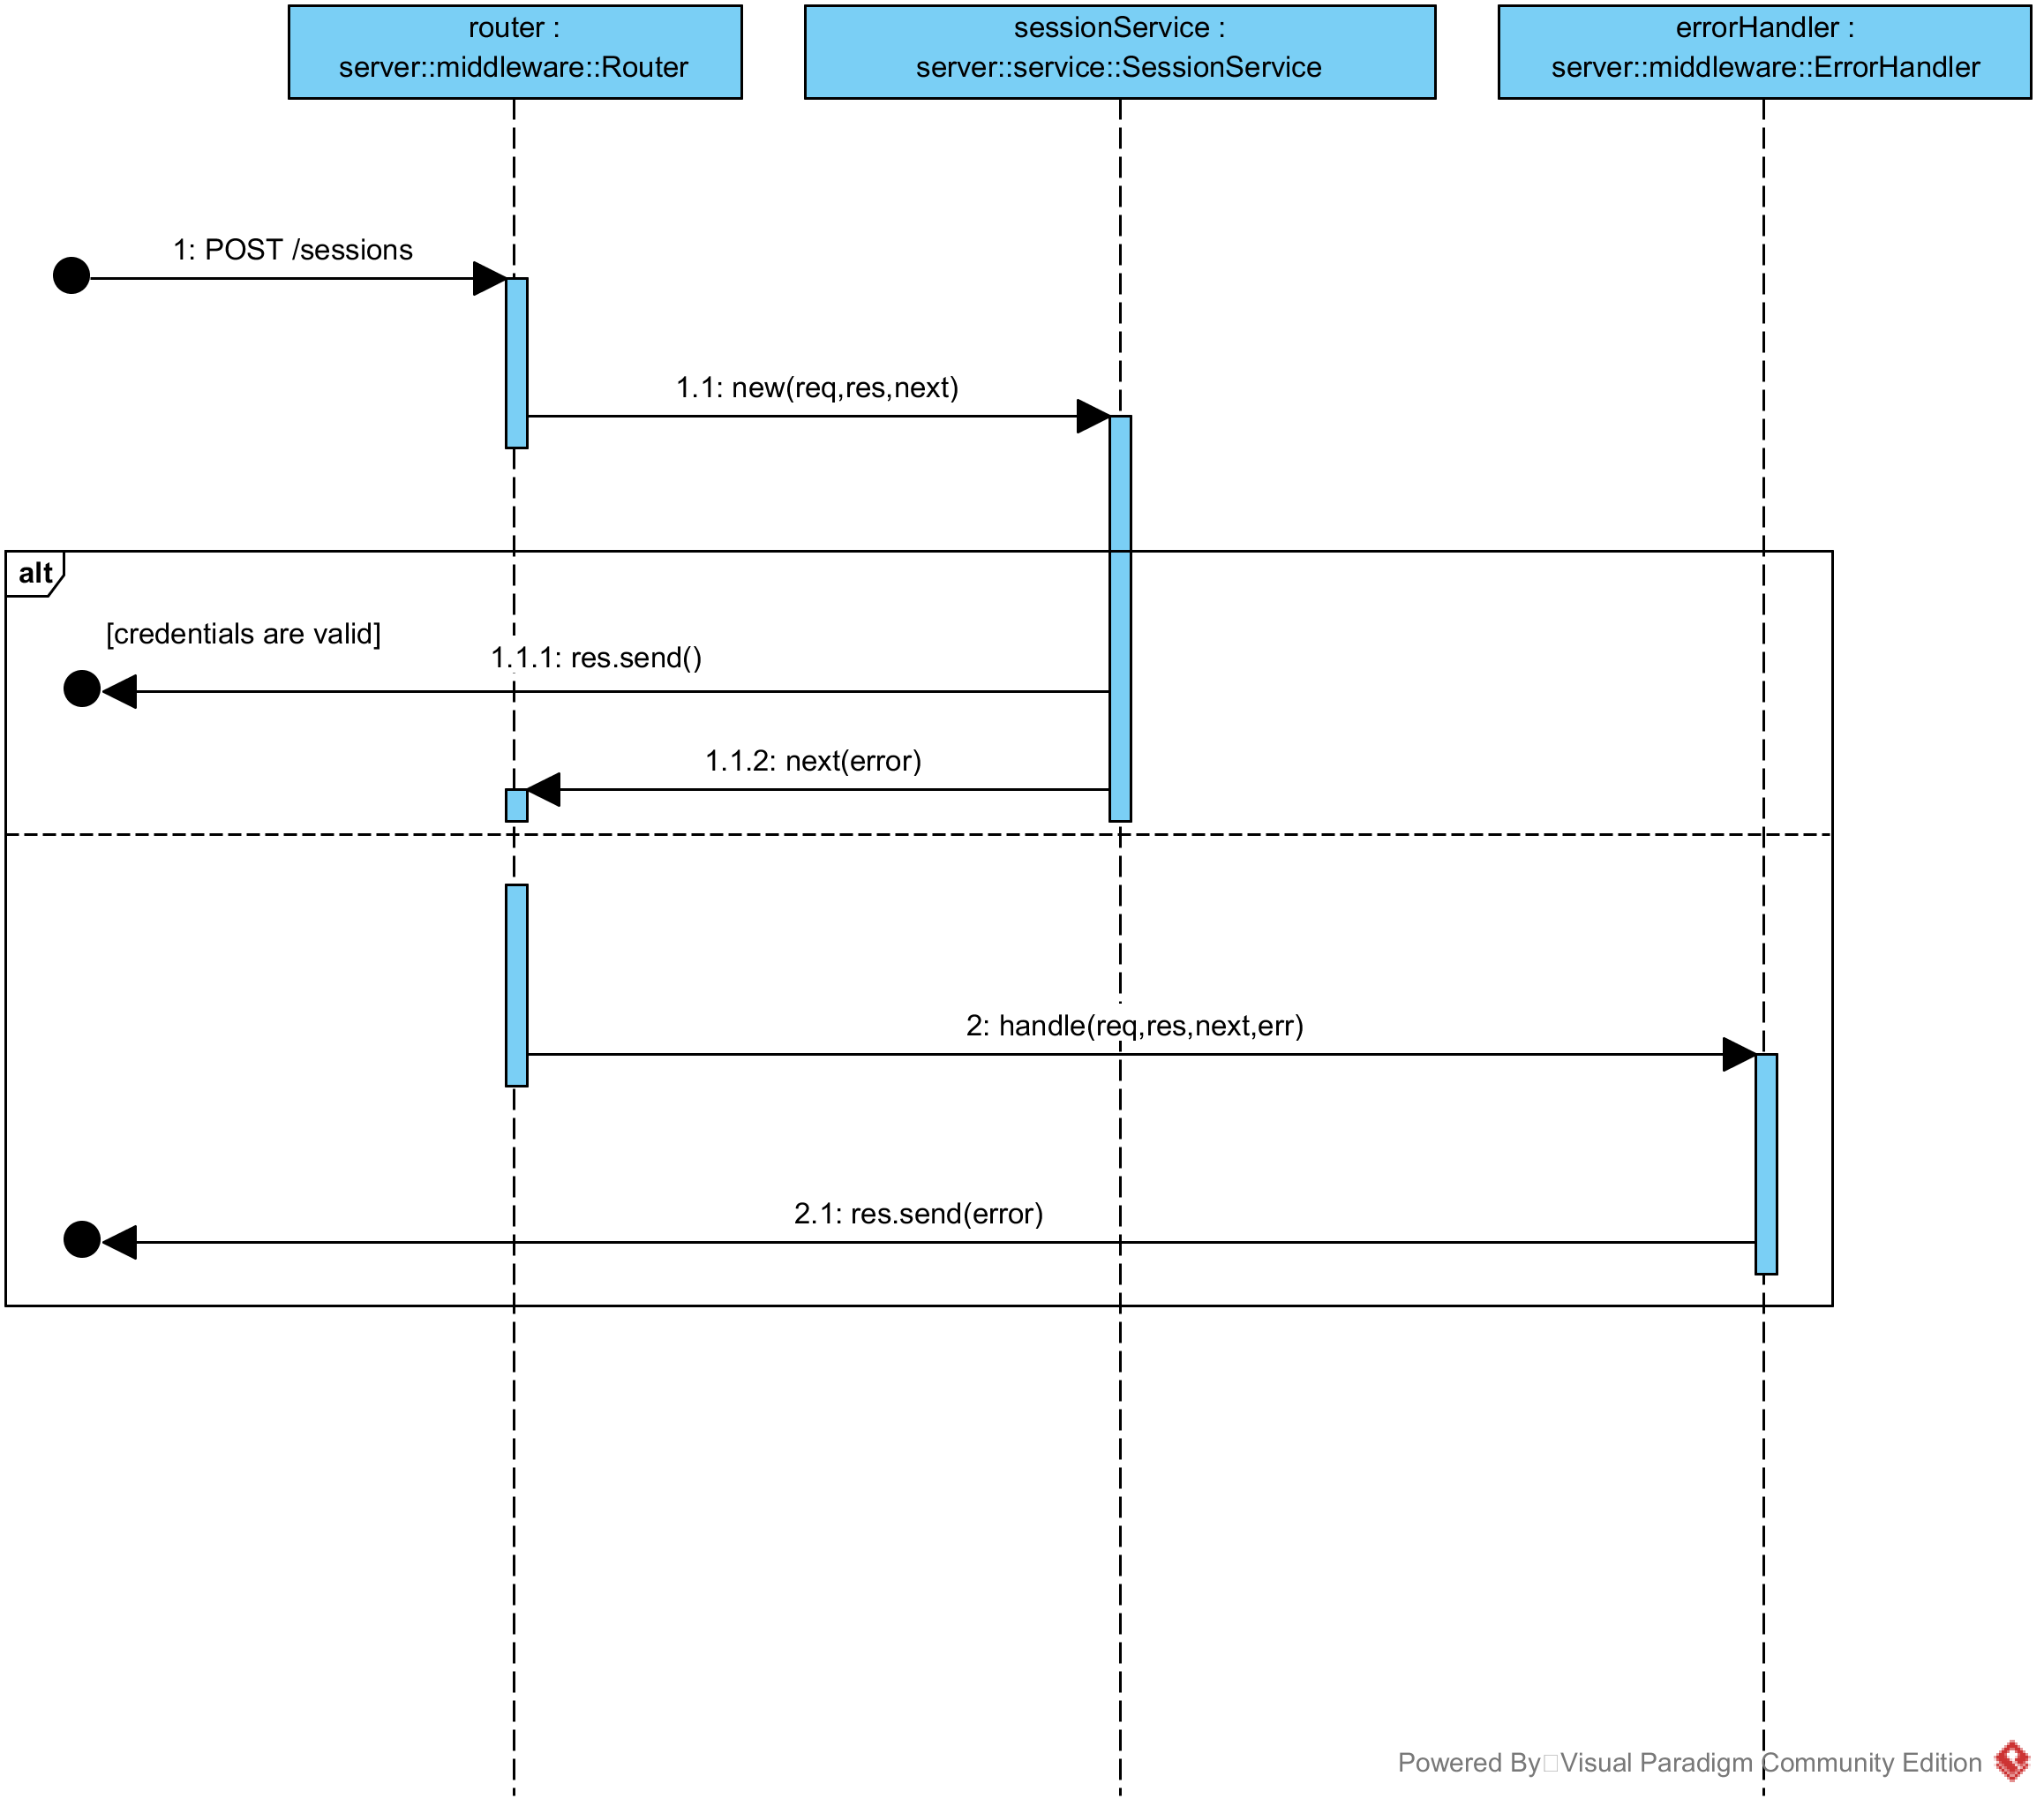 router :
server::middleware::Router
sessionService :
server::service::SessionService
errorHandler :
server::middleware::ErrorHandler
1: POST /sessions
1.1: new(req,res,next)
alt
[credentials are valid]
1.1.1: res.send()
1.1.2: next(error)
2: handle(req,res,next,err)
2.1: res.send(error)
Powered By□Visual Paradigm Community Edition